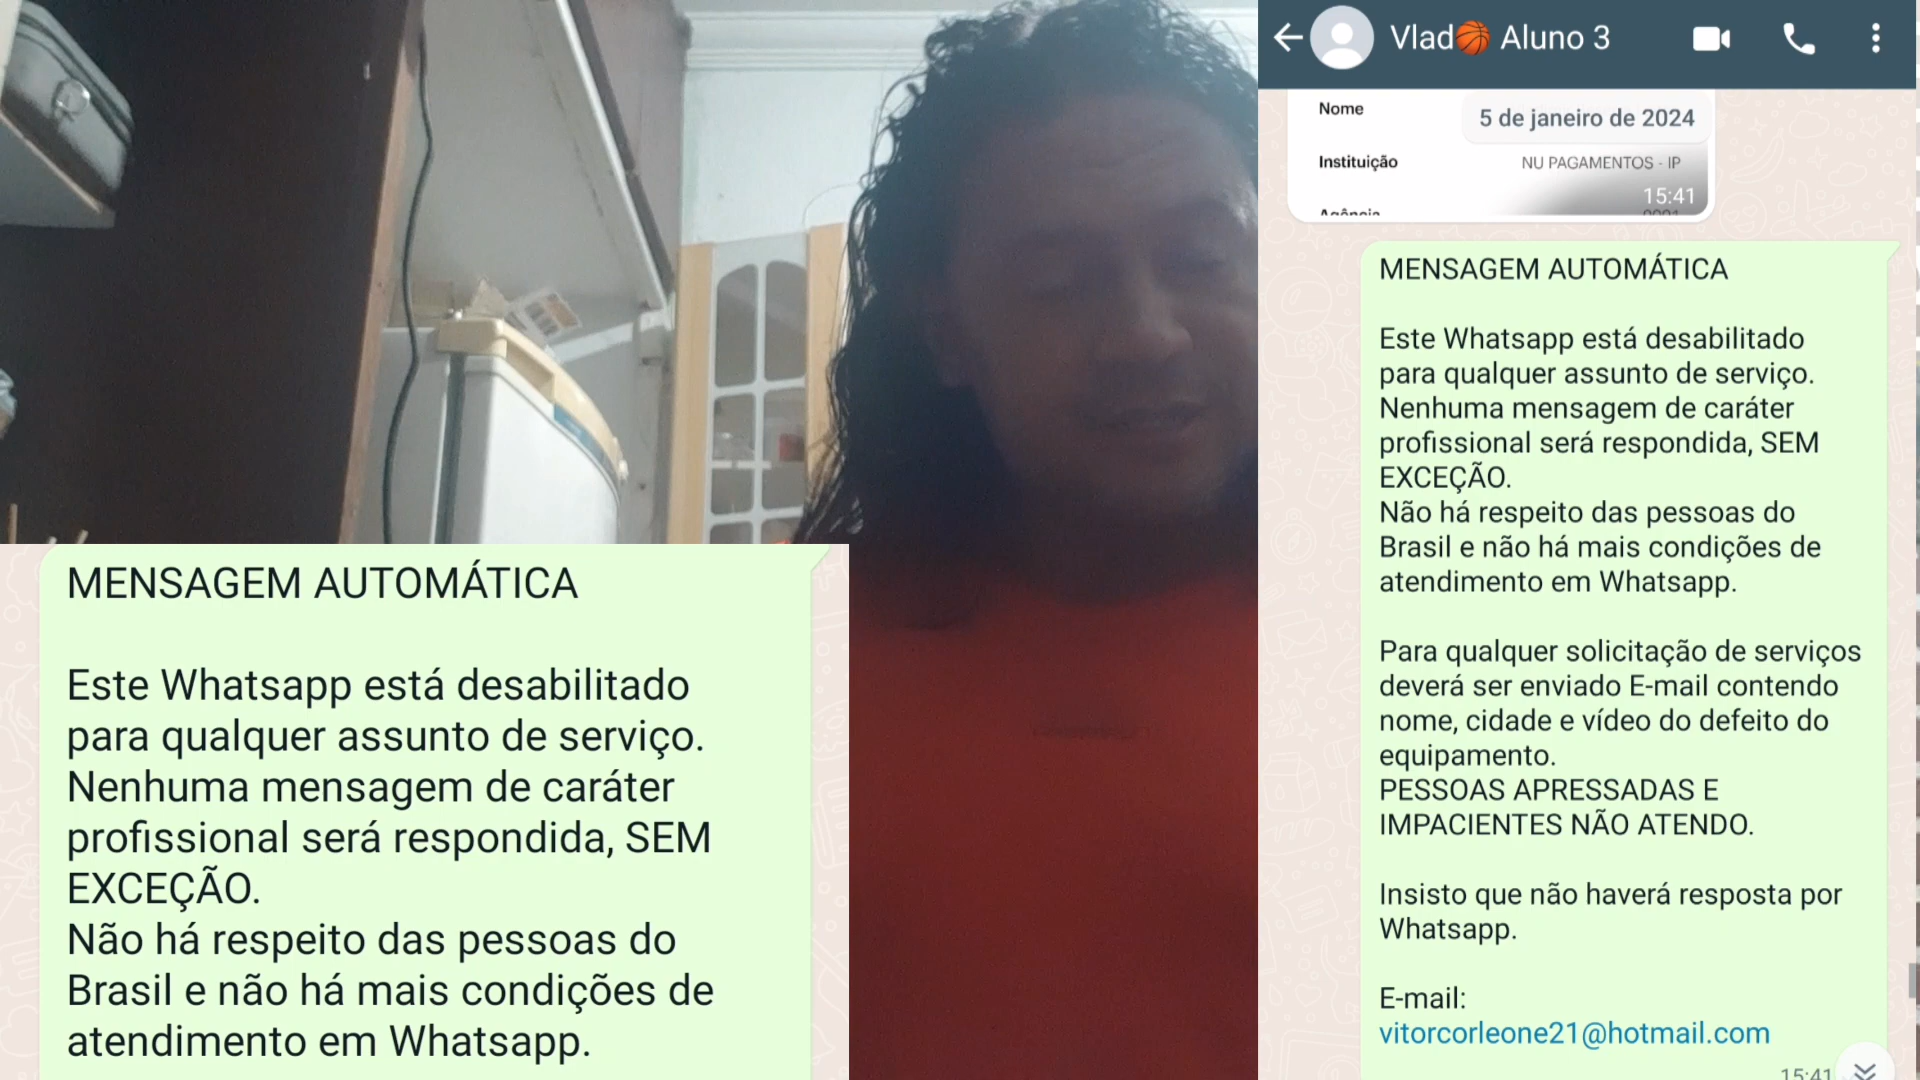 MENSAGEM AUTOMÁTICA
Este Whatsapp está desabilitado
para qualquer assunto de serviço.
Nenhuma mensagem de caráter
profissional será respondida, SEM
EXCEÇÃO.
Não há respeito das pessoas do
Brasil e não há mais condições de
atendimento em Whatsapp.
Vlad🏀 Aluno 3
Nome
5 de janeiro de 2024
Instituição NU PAGAMENTOS - IP
15:41
Agência 0001
MENSAGEM AUTOMÁTICA
Este Whatsapp está desabilitado
para qualquer assunto de serviço.
Nenhuma mensagem de caráter
profissional será respondida, SEM
EXCEÇÃO.
Não há respeito das pessoas do
Brasil e não há mais condições de
atendimento em Whatsapp.
Para qualquer solicitação de serviços
deverá ser enviado E-mail contendo
nome, cidade e vídeo do defeito do
equipamento.
PESSOAS APRESSADAS E
IMPACIENTES NÃO ATENDO.
Insisto que não haverá resposta por
Whatsapp.
E-mail:
vitorcorleone21@hotmail.com
15:41